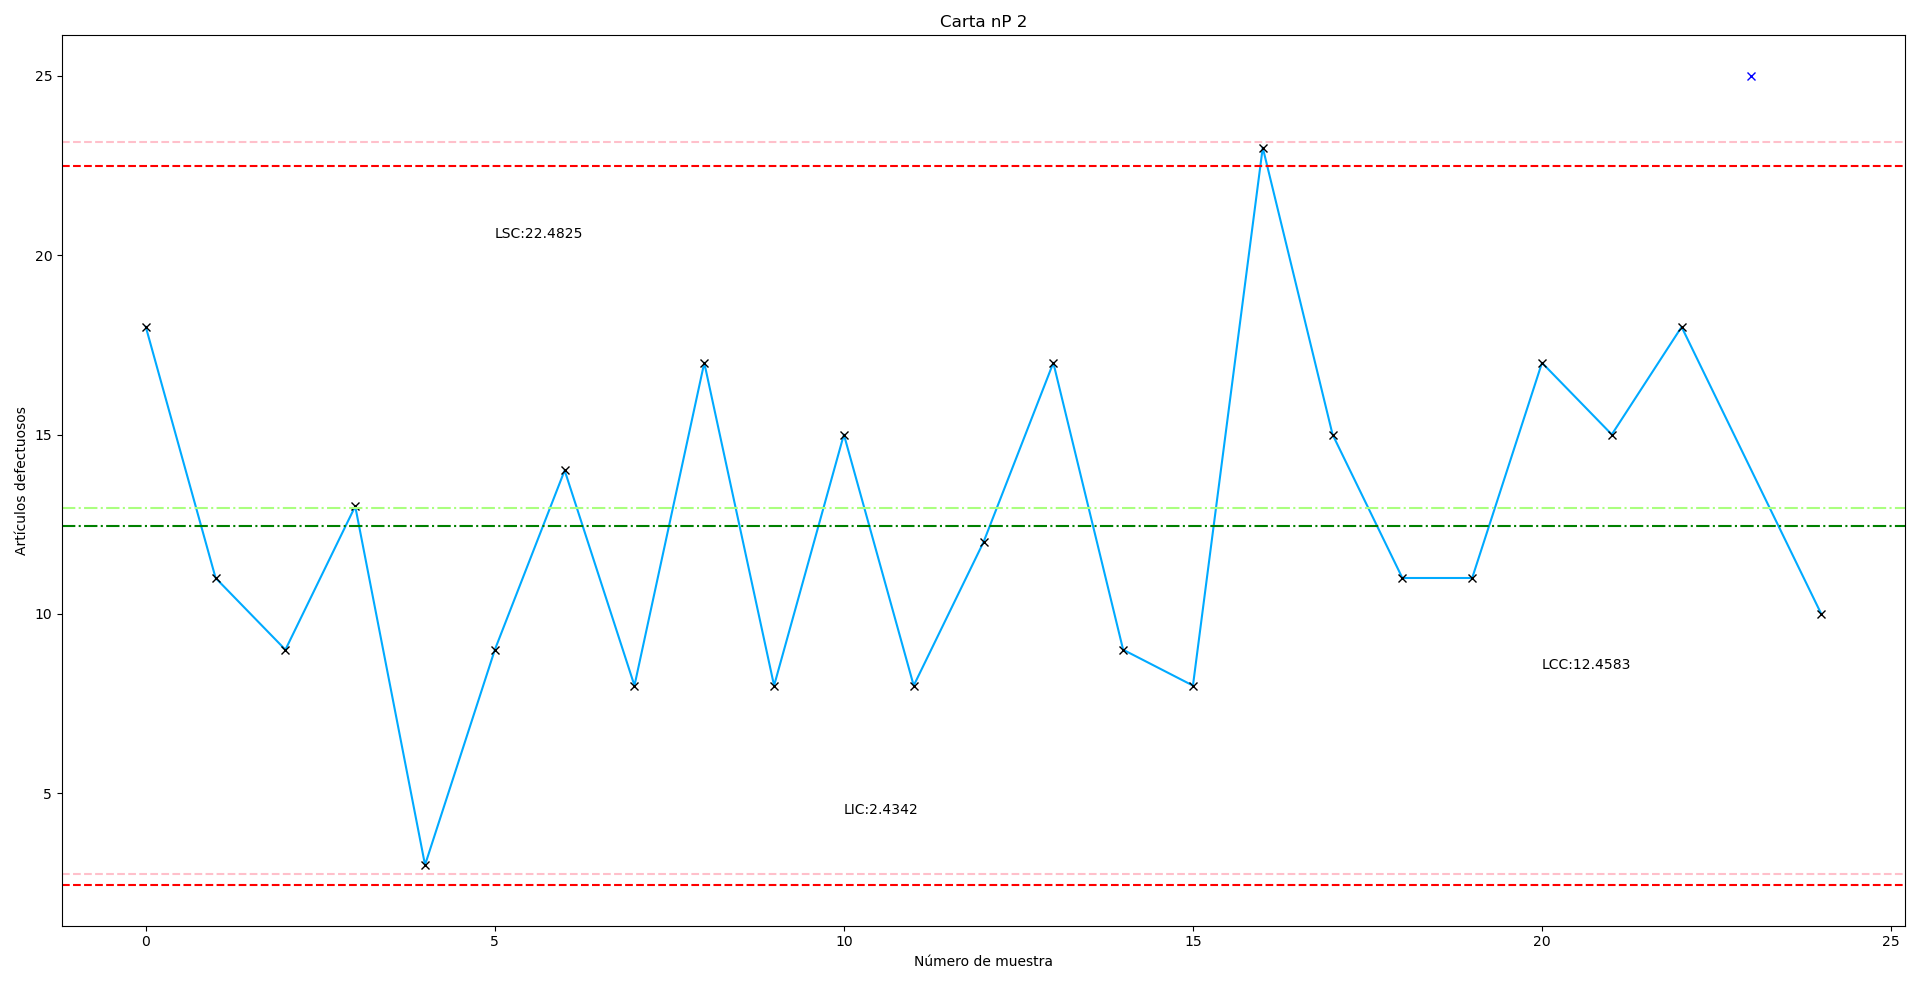 Carta nP 2
25
20
15
10
5
Artículos defectuosos
LSC:22.4825
LCC:12.4583
LIC:2.4342
0 5 10 15 20 25
Número de muestra